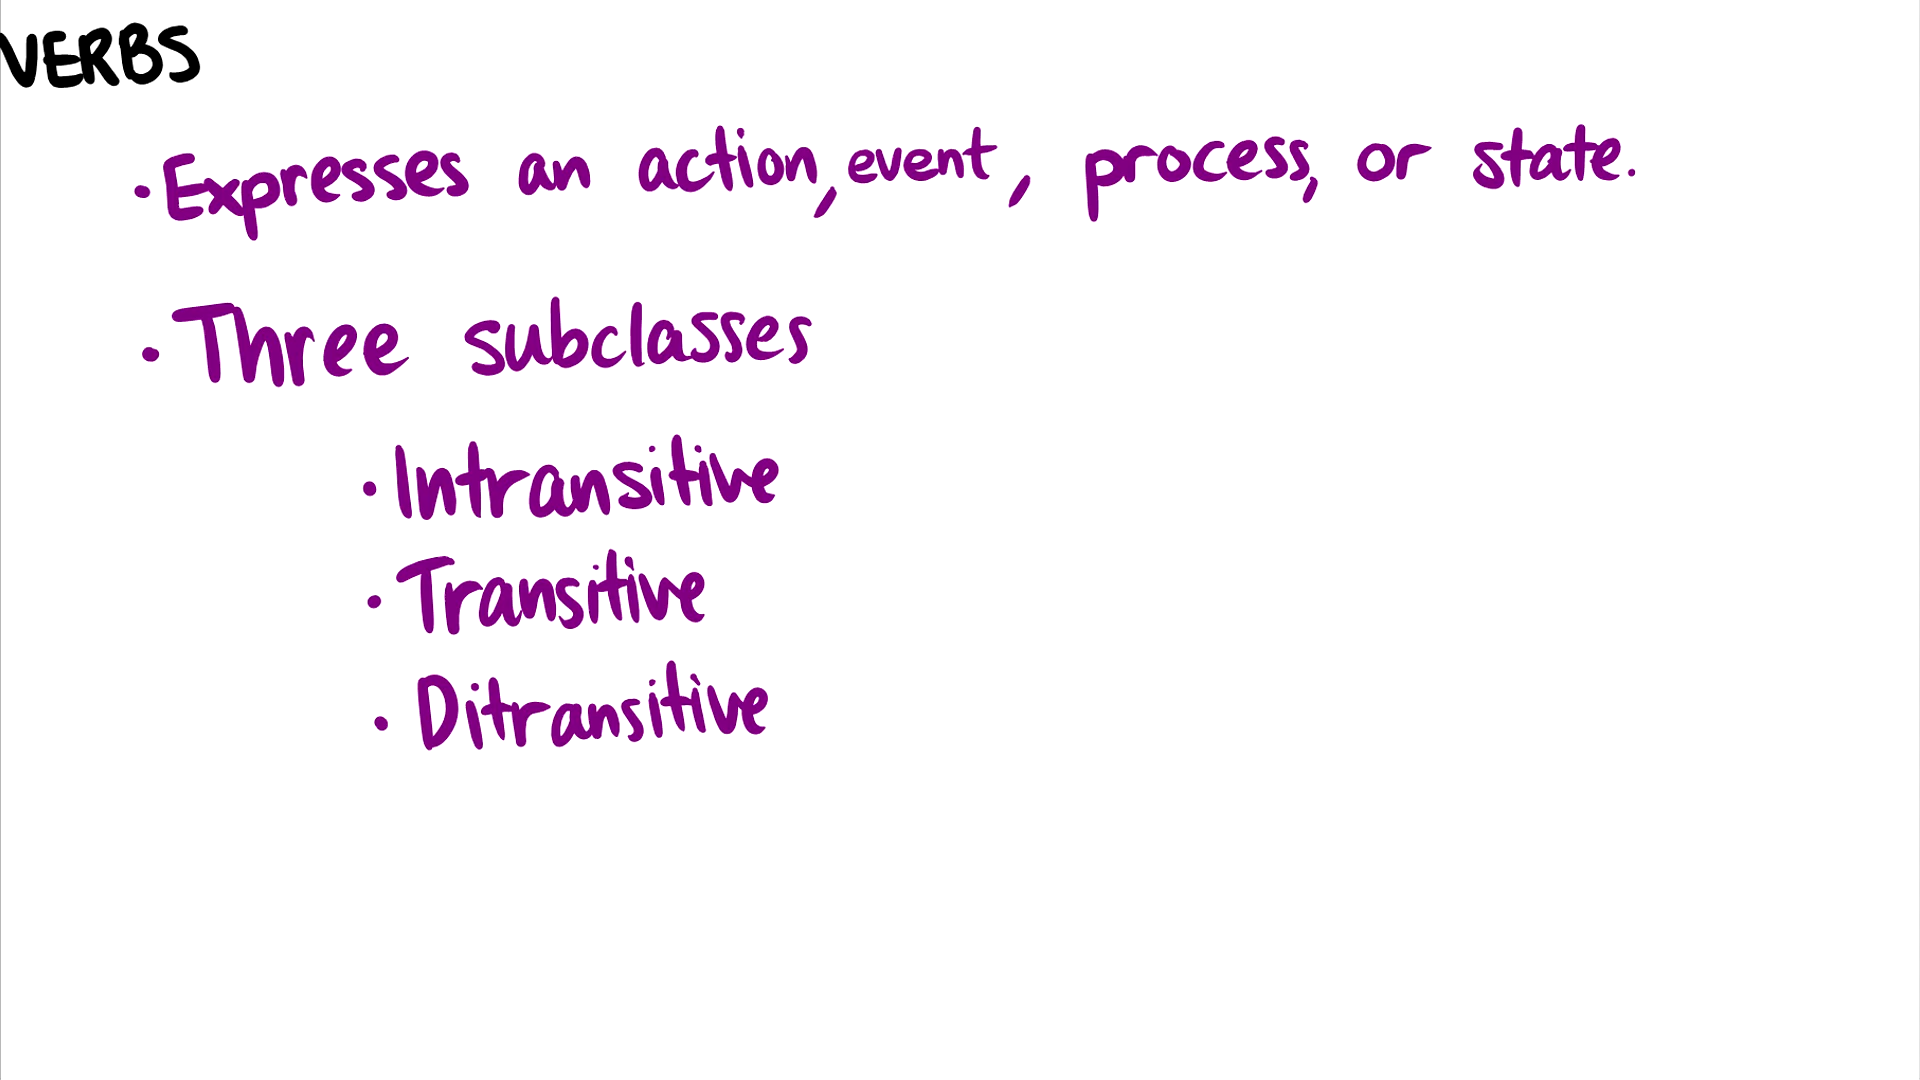 VERBS
• Expresses an action, event, process, or state.
• Three subclasses
• Intransitive
• Transitive
• Ditransitive